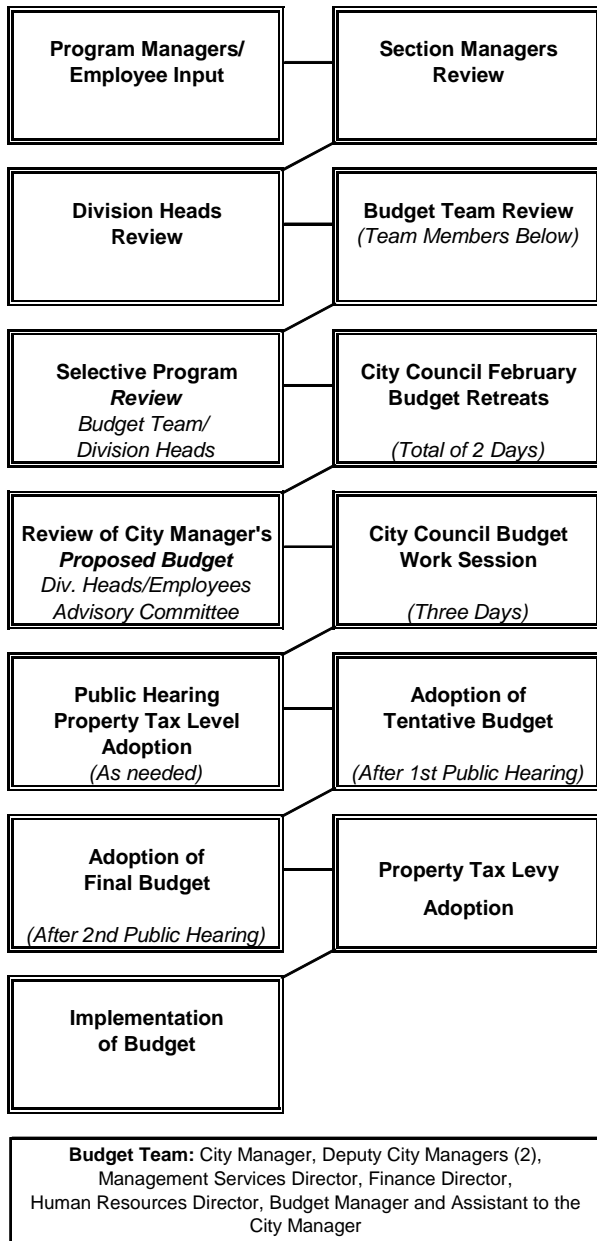 Program Managers/
Employee Input
Section Managers
Review
Division Heads
Review
Budget Team Review
(Team Members Below)
Selective Program
Review
Budget Team/
Division Heads
City Council February
Budget Retreats
(Total of 2 Days)
Review of City Manager's
Proposed Budget
Div. Heads/Employees
Advisory Committee
City Council Budget
Work Session
(Three Days)
Public Hearing
Property Tax Level
Adoption
(As needed)
Adoption of
Tentative Budget
(After 1st Public Hearing)
Adoption of
Final Budget
(After 2nd Public Hearing)
Property Tax Levy
Adoption
Implementation
of Budget
Budget Team: City Manager, Deputy City Managers (2),
Management Services Director, Finance Director,
Human Resources Director, Budget Manager and Assistant to the
City Manager